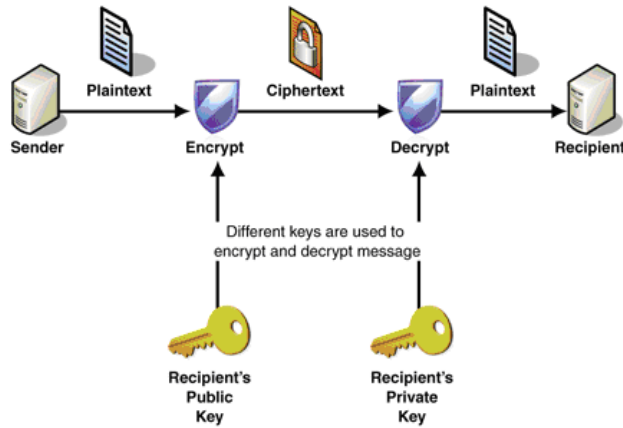 Plaintext
Ciphertext
Plaintext
Sender
Encrypt
Decrypt
Recipient
Different keys are used to
encrypt and decrypt message
Recipient's
Public
Key
Recipient's
Private
Key